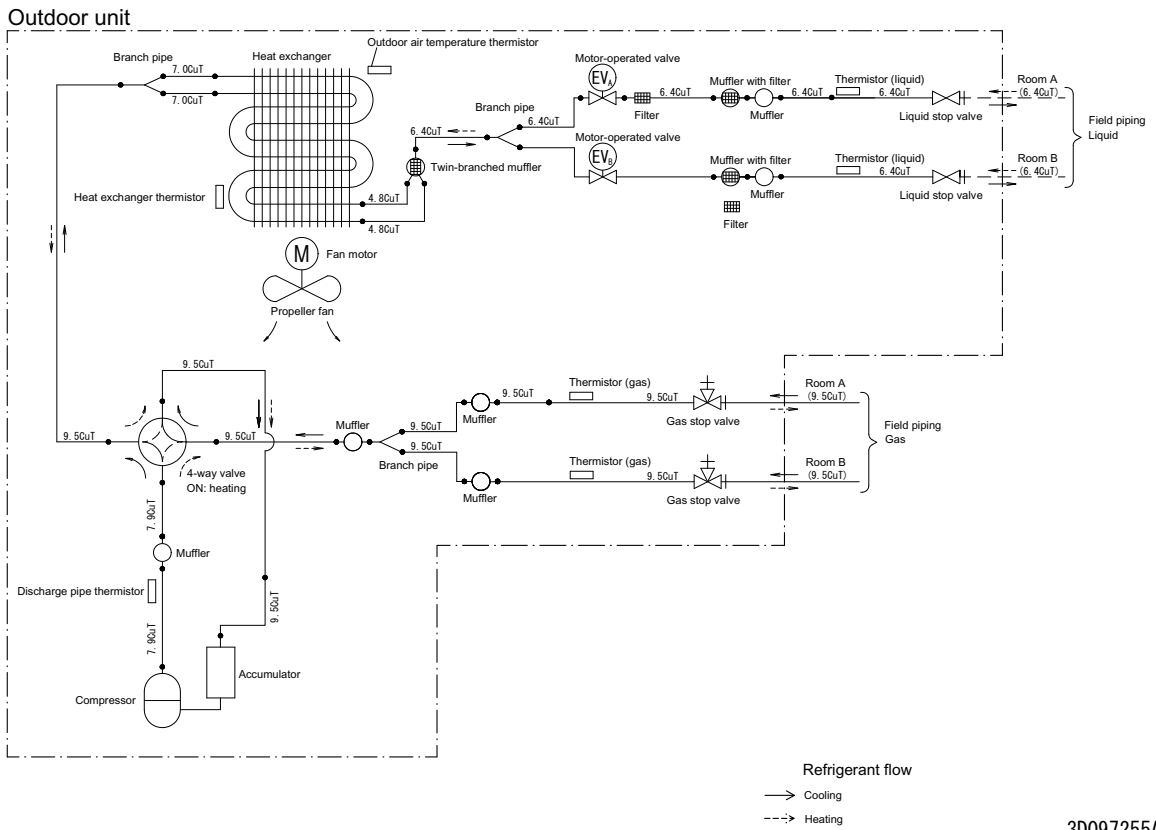 Outdoor unit
Outdoor air temperature thermistor
Branch pipe
Heat exchanger
7.0CuT
7.0CuT
Heat exchanger thermistor
4.8CuT
4.8CuT
Twin-branched muffler
6.4CuT
Branch pipe
6.4CuT
Motor-operated valve
EVA
Filter
6.4CuT
Muffler with filter
Muffler
6.4CuT
Thermistor (liquid)
6.4CuT
Liquid stop valve
Room A
(6.4CuT)
Motor-operated valve
EVB
Muffler with filter
Muffler
Filter
Thermistor (liquid)
6.4CuT
Liquid stop valve
Room B
(6.4CuT)
Field piping
Liquid
M
Fan motor
Propeller fan
9.5CuT
9.5CuT
9.5CuT
4-way valve
ON: heating
Muffler
Branch pipe
9.5CuT
9.5CuT
Muffler
9.5CuT
Thermistor (gas)
9.5CuT
Gas stop valve
Room A
(9.5CuT)
Muffler
Thermistor (gas)
9.5CuT
Gas stop valve
Room B
(9.5CuT)
Field piping
Gas
7.9CuT
Muffler
Discharge pipe thermistor
7.9CuT
9.5CuT
Accumulator
Compressor
Refrigerant flow
Cooling
Heating